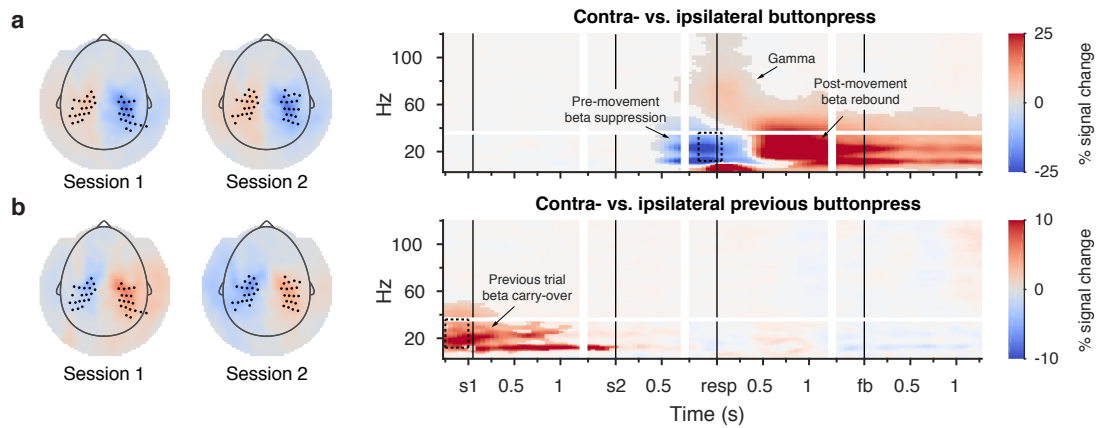 a
Session 1
Session 2
Contra- vs. ipsilateral buttonpress
Hz
100
60
20
Pre-movement
beta suppression
Gamma
Post-movement
beta rebound
25
0
-25
% signal change
b
Session 1
Session 2
Contra- vs. ipsilateral previous buttonpress
Hz
100
60
20
Previous trial
beta carry-over
10
0
-10
% signal change
s1 0.5 1 s2 0.5 resp 0.5 1 fb 0.5 1
Time (s)